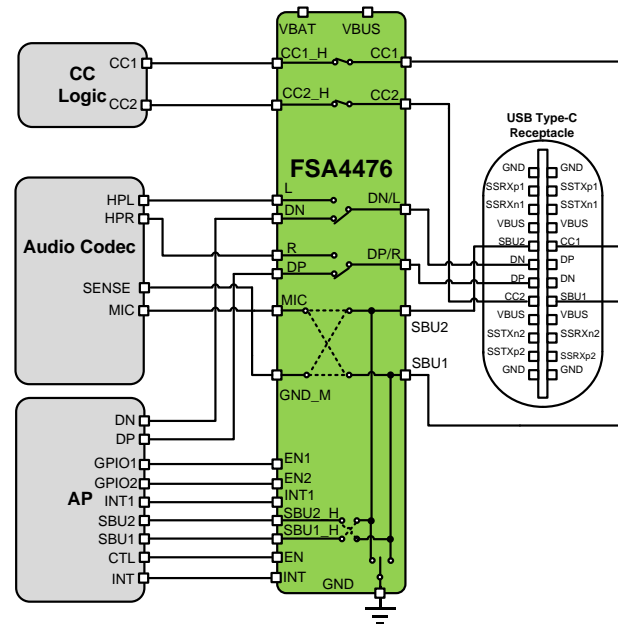 VBAT
VBUS
CC1
CC2
CC Logic
CC1_H
CC2_H
CC1
CC2
FSA4476
HPL
HPR
SENSE
MIC
Audio Codec
L
DN
R
DP
MIC
GND_M
DN/L
DP/R
SBU2
SBU1
DN
DP
GPIO1
GPIO2
INT1
SBU2
SBU1
CTL
INT
AP
EN1
EN2
INT1
SBU2_H
SBU1_H
EN
INT
GND
USB Type-C
Receptacle
GND GND
SSRXp1 SSTXp1
SSRXn1 SSTXn1
VBUS VBUS
SBU2 CC1
DN DP
DP DN
CC2 SBU1
VBUS VBUS
SSTXn2 SSRXn2
SSTXp2 SSRXp2
GND GND